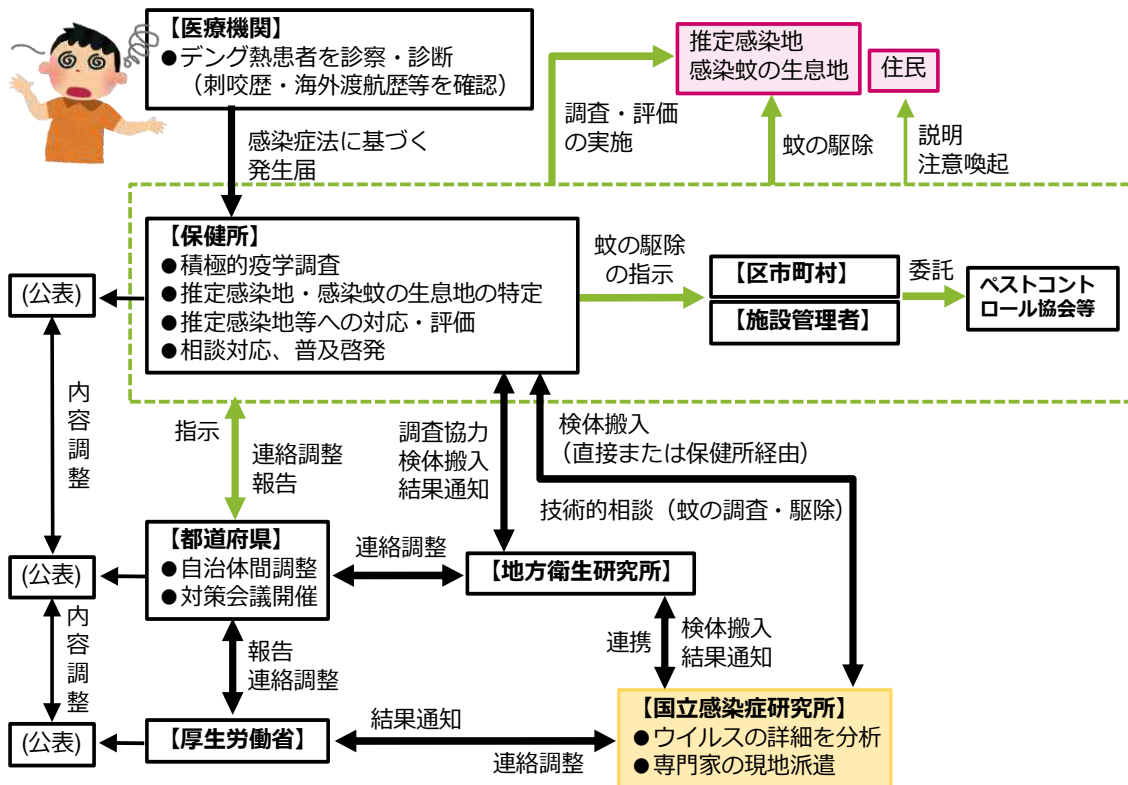 【医療機関】
●デング熱患者を診察・診断
（刺咬歴・海外渡航歴等を確認）
推定感染地
感染蚊の生息地
住民
感染症法に基づく
発生届
調査・評価
の実施
蚊の駆除
説明
注意喚起
【保健所】
●積極的疫学調査
●推定感染地・感染蚊の生息地の特定
●推定感染地等への対応・評価
●相談対応、普及啓発
(公表)
蚊の駆除
の指示
【区市町村】
【施設管理者】
委託
ペストコント
ロール協会等
内容調整
指示
連絡調整
報告
調査協力
検体搬入
結果通知
検体搬入
（直接または保健所経由）
技術的相談（蚊の調査・駆除）
(公表)
【都道府県】
●自治体間調整
●対策会議開催
連絡調整
【地方衛生研究所】
内容調整
報告
連絡調整
連携
検体搬入
結果通知
(公表)
【厚生労働省】
結果通知
連絡調整
【国立感染症研究所】
●ウイルスの詳細を分析
●専門家の現地派遣